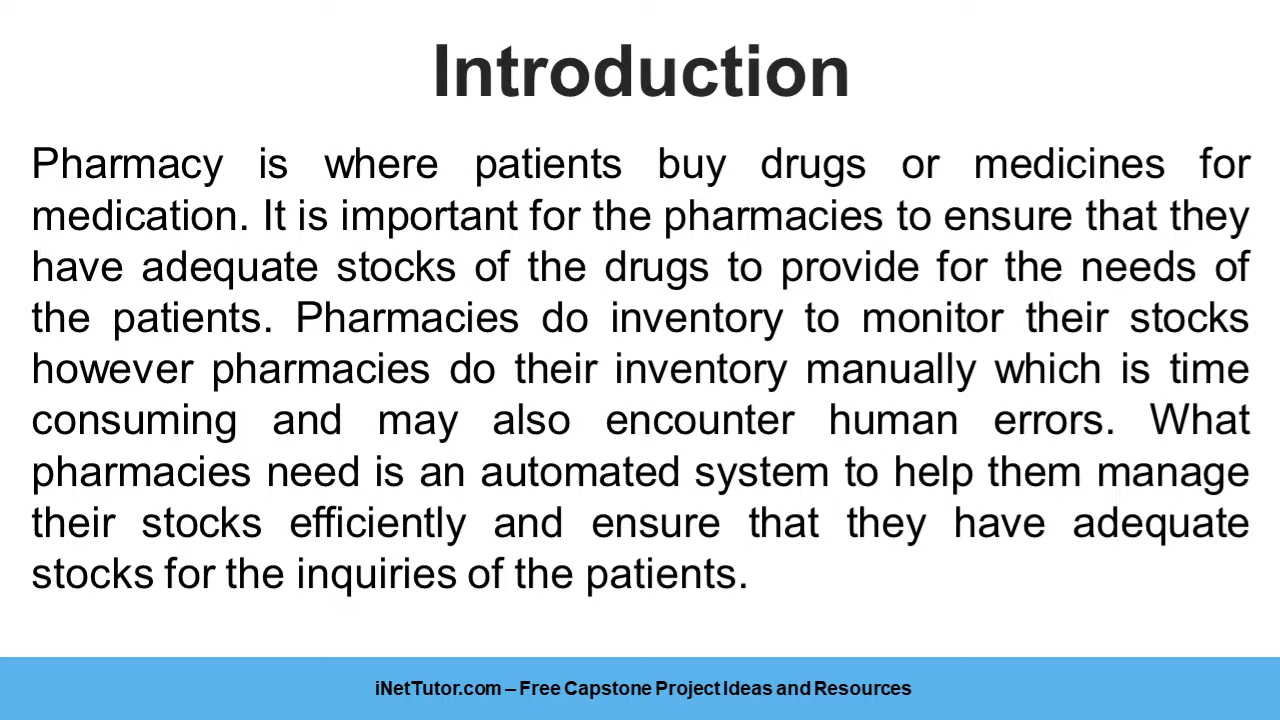 Introduction
Pharmacy is where patients buy drugs or medicines for
medication. It is important for the pharmacies to ensure that they
have adequate stocks of the drugs to provide for the needs of
the patients. Pharmacies do inventory to monitor their stocks
however pharmacies do their inventory manually which is time
consuming and may also encounter human errors. What
pharmacies need is an automated system to help them manage
their stocks efficiently and ensure that they have adequate
stocks for the inquiries of the patients.
iNetTutor.com – Free Capstone Project Ideas and Resources